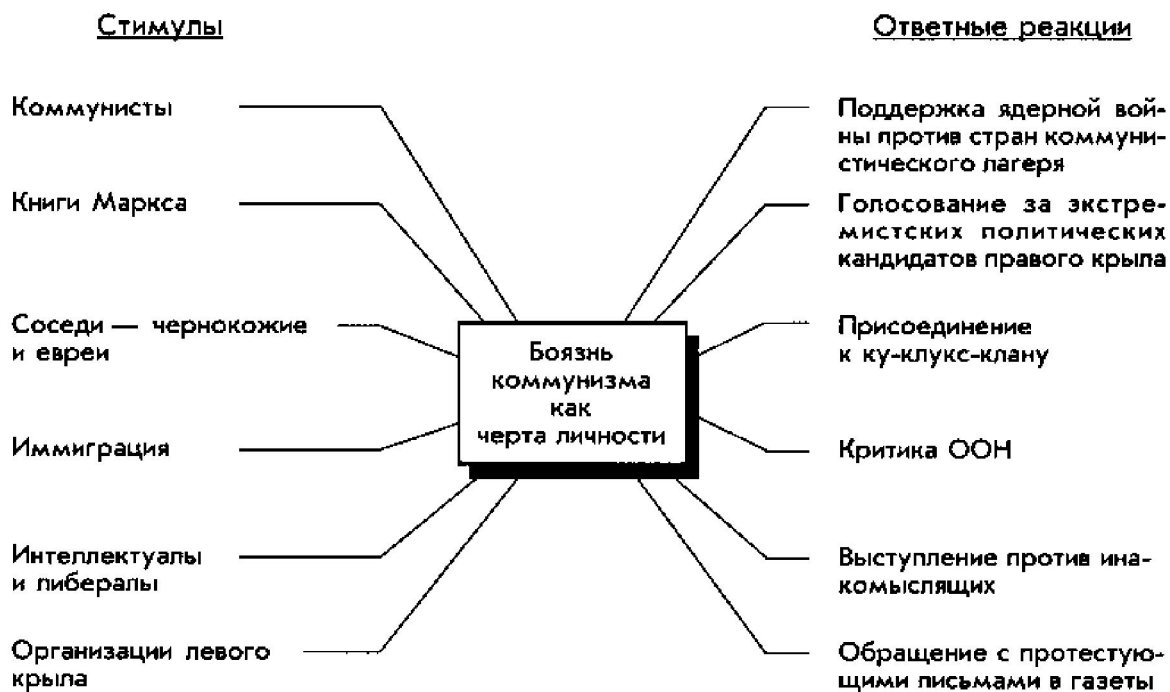 Стимулы
Коммунисты
Книги Маркса
Соседи — чернокожие
и евреи
Иммиграция
Интеллектуалы
и либералы
Организации левого
крыла
Боязнь
коммунизма
как
черта личности
Ответные реакции
Поддержка ядерной вой-
ны против стран коммуни-
стического лагеря
Голосование за экстре-
мистских политических
кандидатов правого крыла
Присоединение
к ку-клукс-клану
Критика ООН
Выступление против ина-
комыслящих
Обращение с протестую-
щими письмами в газеты